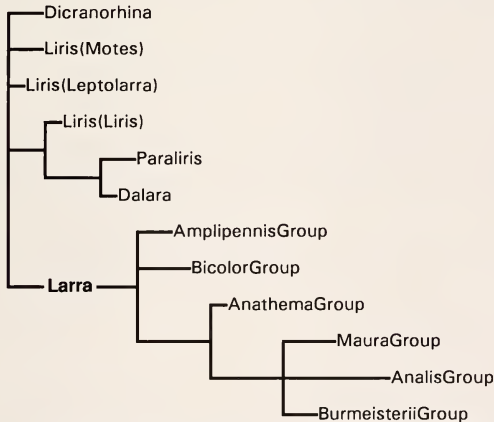 Dicranorhina
Liris(Motes)
Liris(Leptolarra)
Liris(Liris)
Paraliris
Dalara
AmplipennisGroup
BicolorGroup
Larra
AnathemaGroup
MauraGroup
AnalisGroup
BurmeisteriiGroup